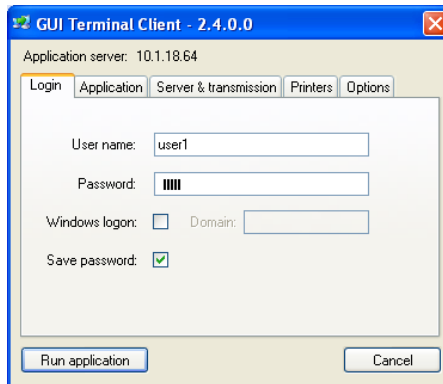 GUI Terminal Client - 2.4.0.0
Application server: 10.1.18.64
Login Application Server & transmission Printers Options
User name: user1
Password:
Windows logon: Domain:
Save password:
Run application Cancel